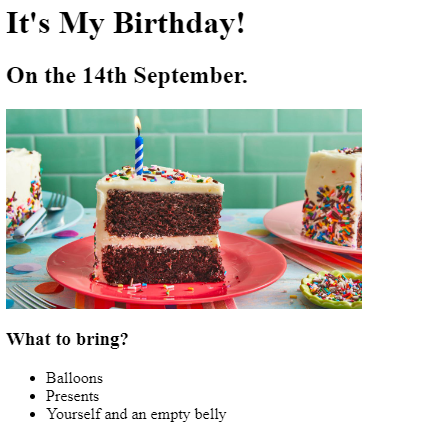 It's My Birthday!
On the 14th September.
What to bring?
Balloons
Presents
Yourself and an empty belly